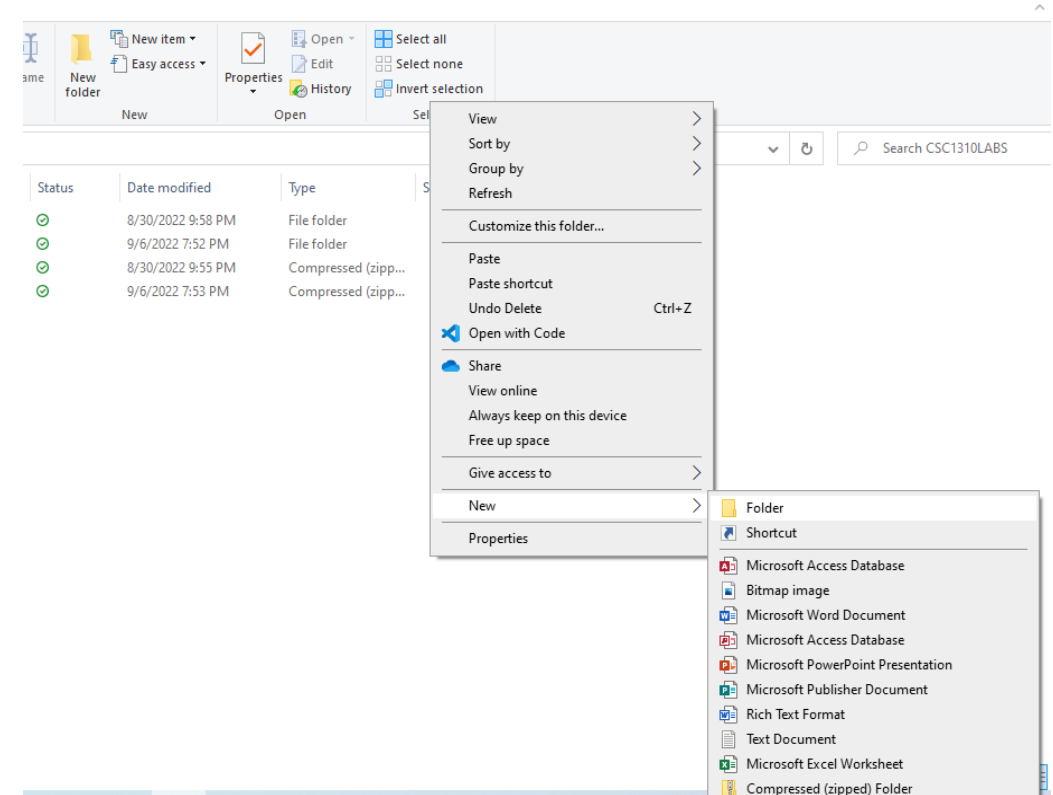 New item
Open
Select all
Easy access
Edit
Select none
ame
New folder
Properties
History
Invert selection
New
Open
Sel
Search CSC1310LABS
Status
Date modified
Type
S
8/30/2022 9:58 PM
File folder
9/6/2022 7:52 PM
File folder
8/30/2022 9:55 PM
Compressed (zipp...
9/6/2022 7:53 PM
Compressed (zipp...
View
Sort by
Group by
Refresh
Customize this folder...
Paste
Paste shortcut
Undo Delete Ctrl+Z
Open with Code
Share
View online
Always keep on this device
Free up space
Give access to
New
Properties
Folder
Shortcut
Microsoft Access Database
Bitmap image
Microsoft Word Document
Microsoft Access Database
Microsoft PowerPoint Presentation
Microsoft Publisher Document
Rich Text Format
Text Document
Microsoft Excel Worksheet
Compressed (zipped) Folder